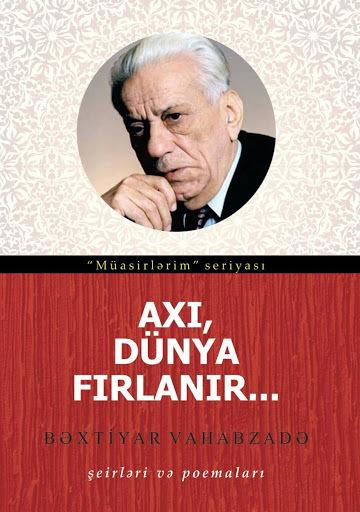 “Müasirlərim” seriyası
AXI,
DÜNYA
FIRLANIR...
BƏXTİYAR VAHABZADƏ
şeirləri və poemaları